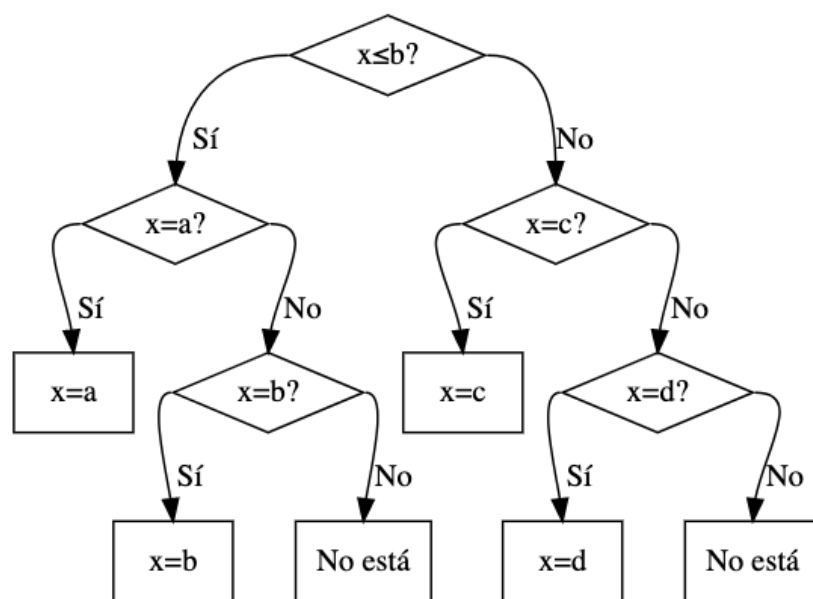 x≤b?
Sí
No
x=a?
x=c?
Sí
No
Sí
No
x=a
x=b?
x=c
x=d?
Sí
No
Sí
No
x=b
No está
x=d
No está